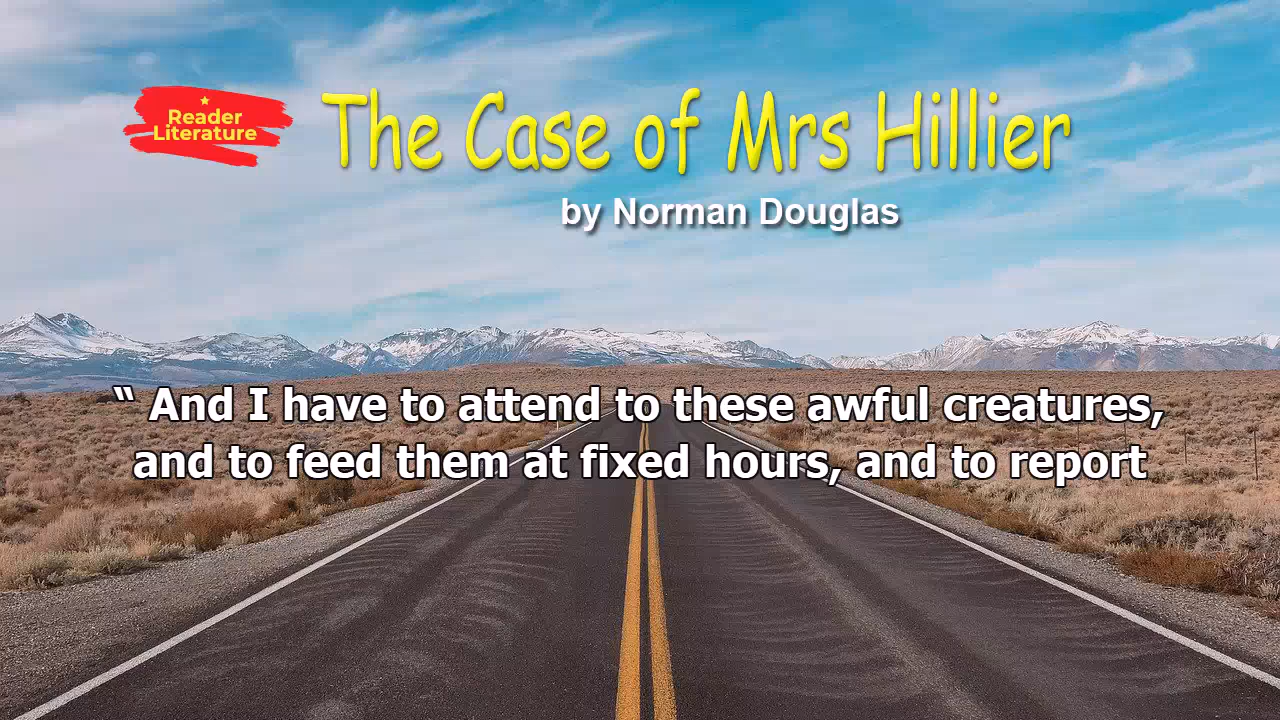 Reader
Literature
The Case of Mrs Hillier
by Norman Douglas
“ And I have to attend to these awful creatures,
and to feed them at fixed hours, and to report